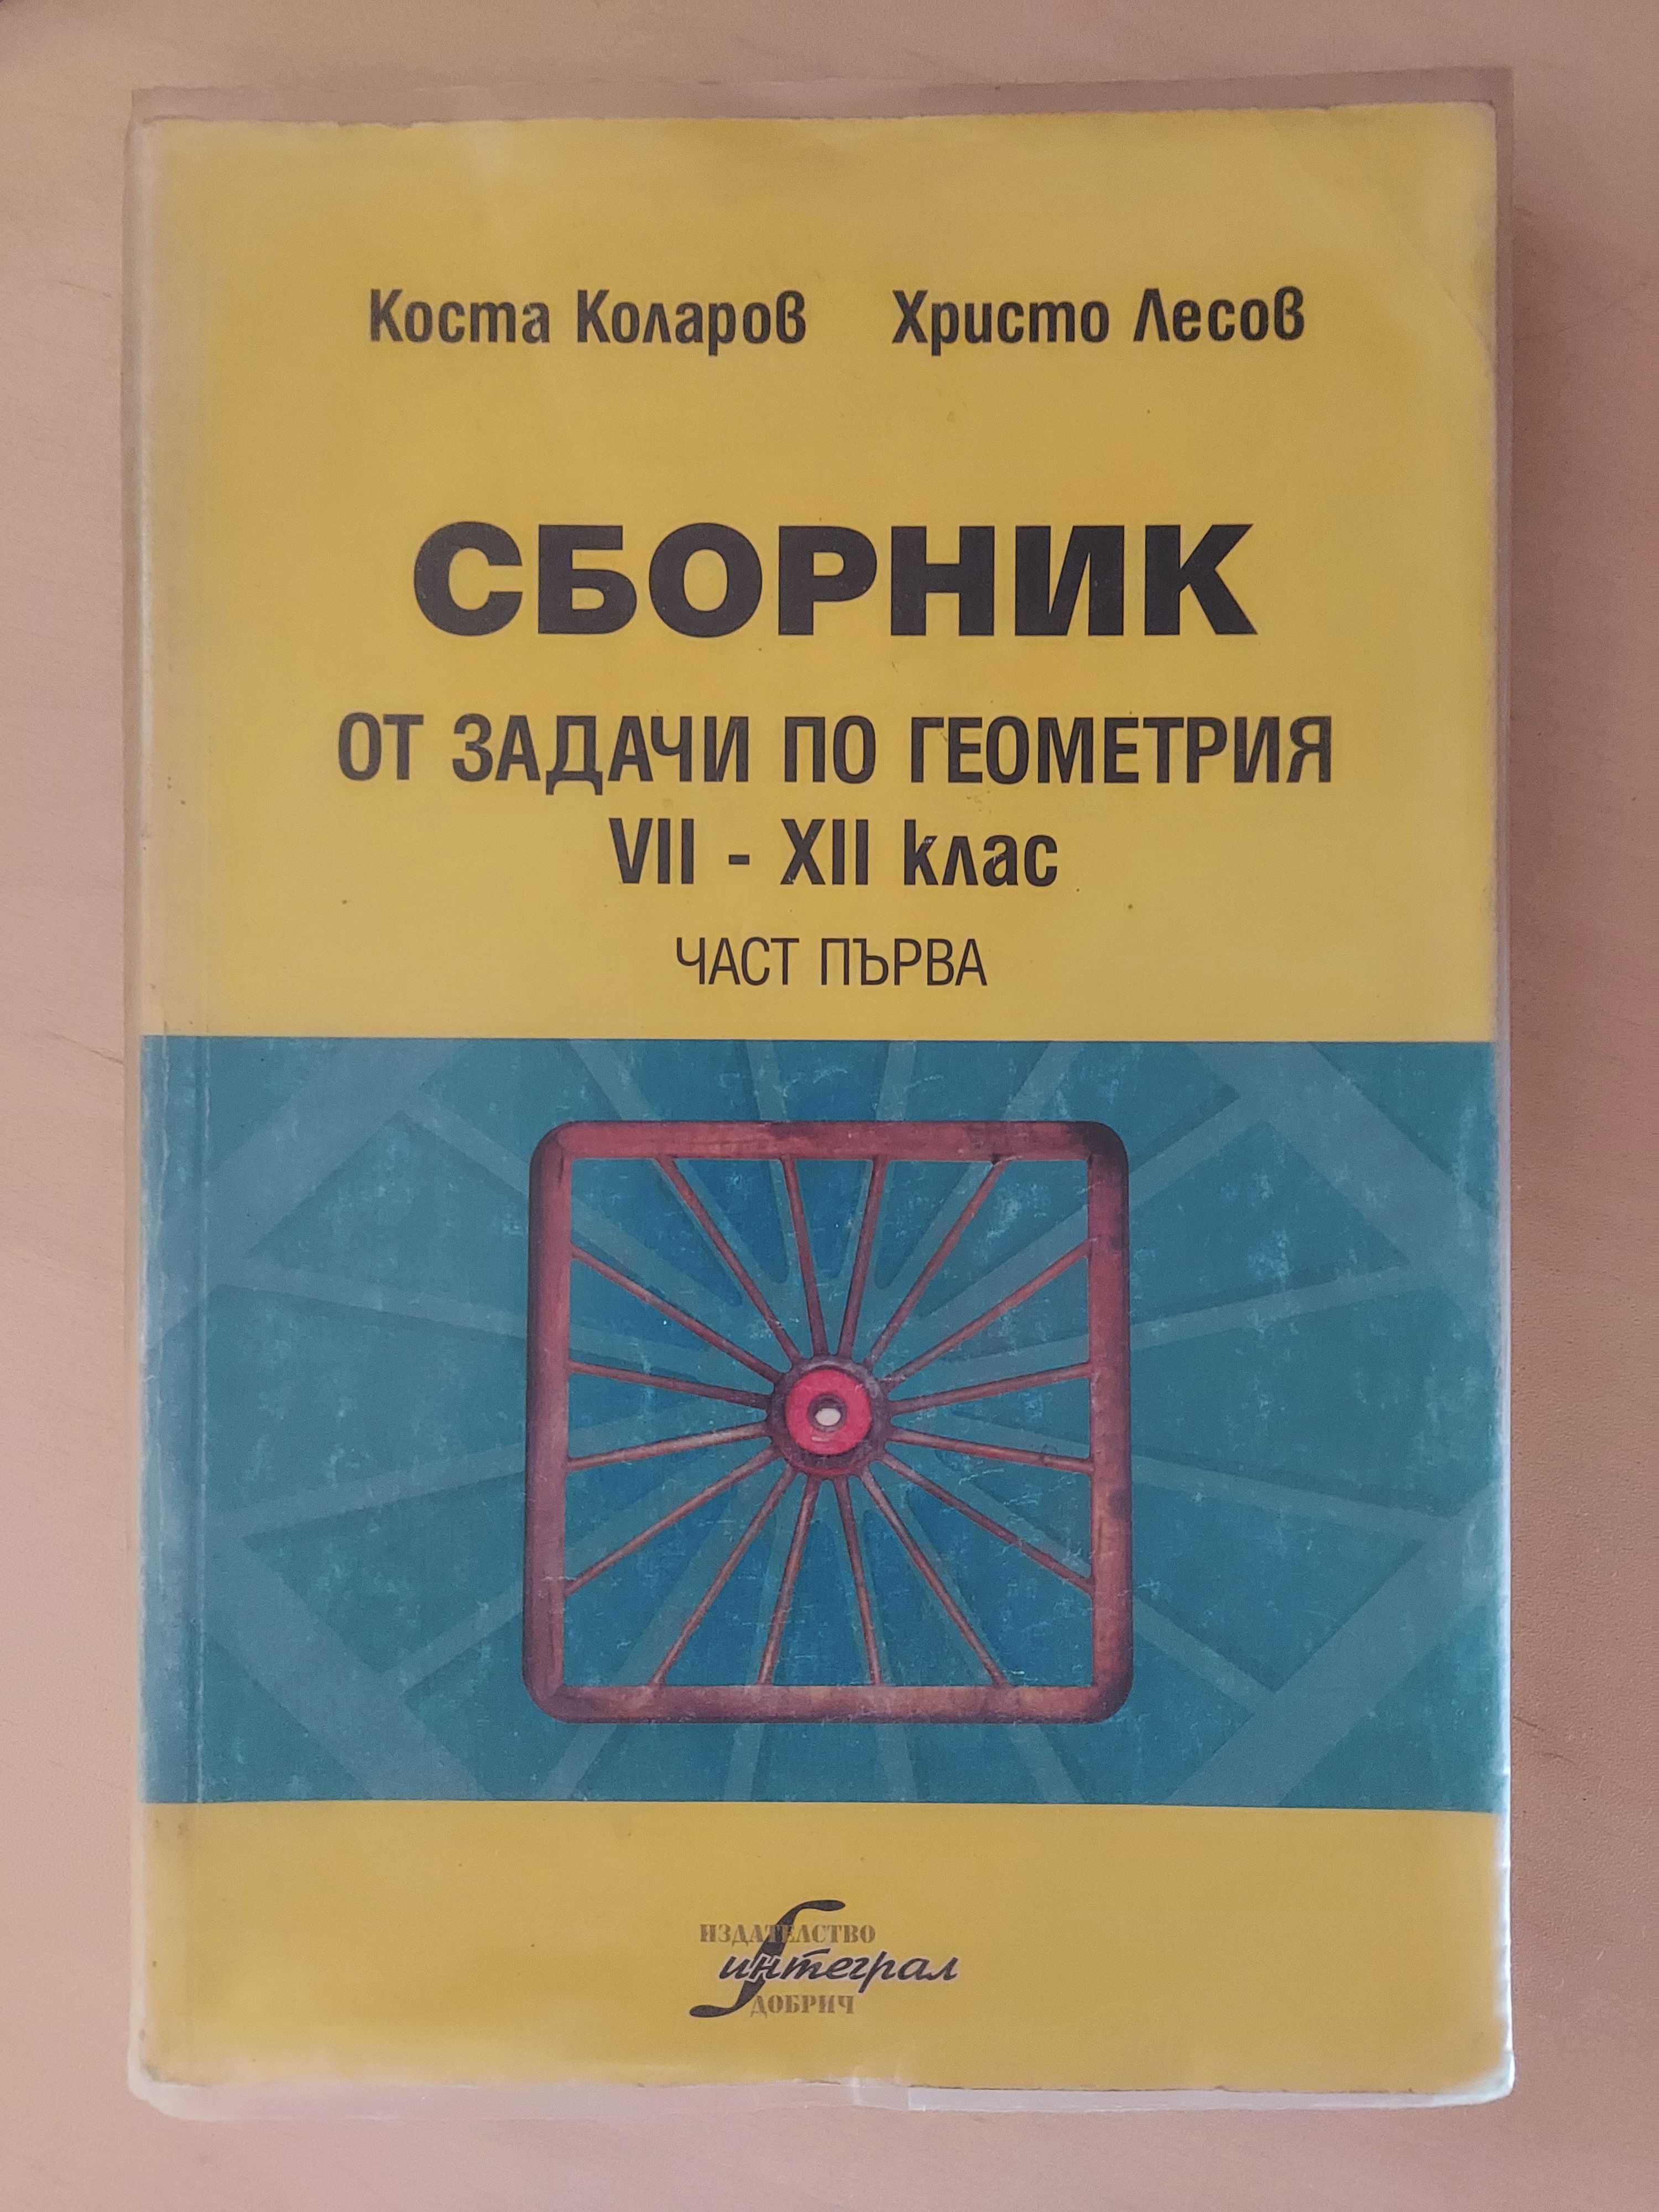 Коста Коларов Христо Лесов
СБОРНИК
ОТ ЗАДАЧИ ПО ГЕОМЕТРИЯ
VII - XII клас
ЧАСТ ПЪРВА
ИЗДАТЕЛСТВО
интеграл
ДОБРИЧ